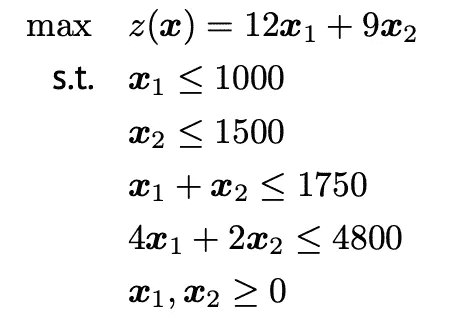 max z(x) = 12x₁ + 9x₂
s.t. x₁ ≤ 1000
x₂ ≤ 1500
x₁ + x₂ ≤ 1750
4x₁ + 2x₂ ≤ 4800
x₁, x₂ ≥ 0